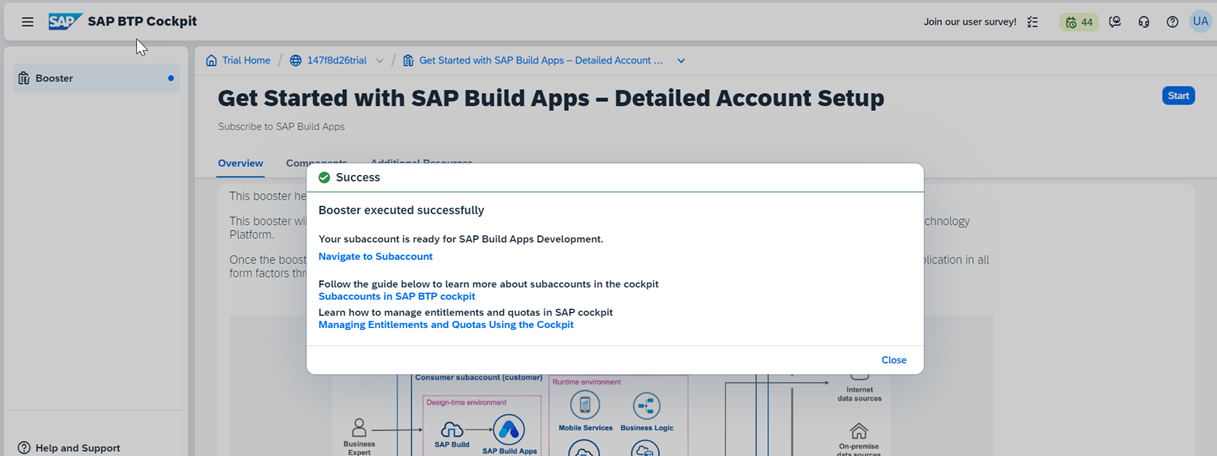 SAP SAP BTP Cockpit
Join our user survey!
44
UA
Booster
Trial Home / 147f8d26trial / Get Started with SAP Build Apps – Detailed Account ...
Get Started with SAP Build Apps – Detailed Account Setup
Start
Subscribe to SAP Build Apps
Overview
Components
Additional Resources
This booster he
This booster wi
chnology
Platform.
Once the boost
plication in all
form factors thr
Success
Booster executed successfully
Your subaccount is ready for SAP Build Apps Development.
Navigate to Subaccount
Follow the guide below to learn more about subaccounts in the cockpit
Subaccounts in SAP BTP cockpit
Learn how to manage entitlements and quotas in SAP cockpit
Managing Entitlements and Quotas Using the Cockpit
Close
Consumer subaccount (customer)
Runtime environment
Design-time environment
Internet
data sources
Mobile Services
Business Logic
Business
Expert
SAP Build
SAP Build Apps
On-premise
data sources
Help and Support